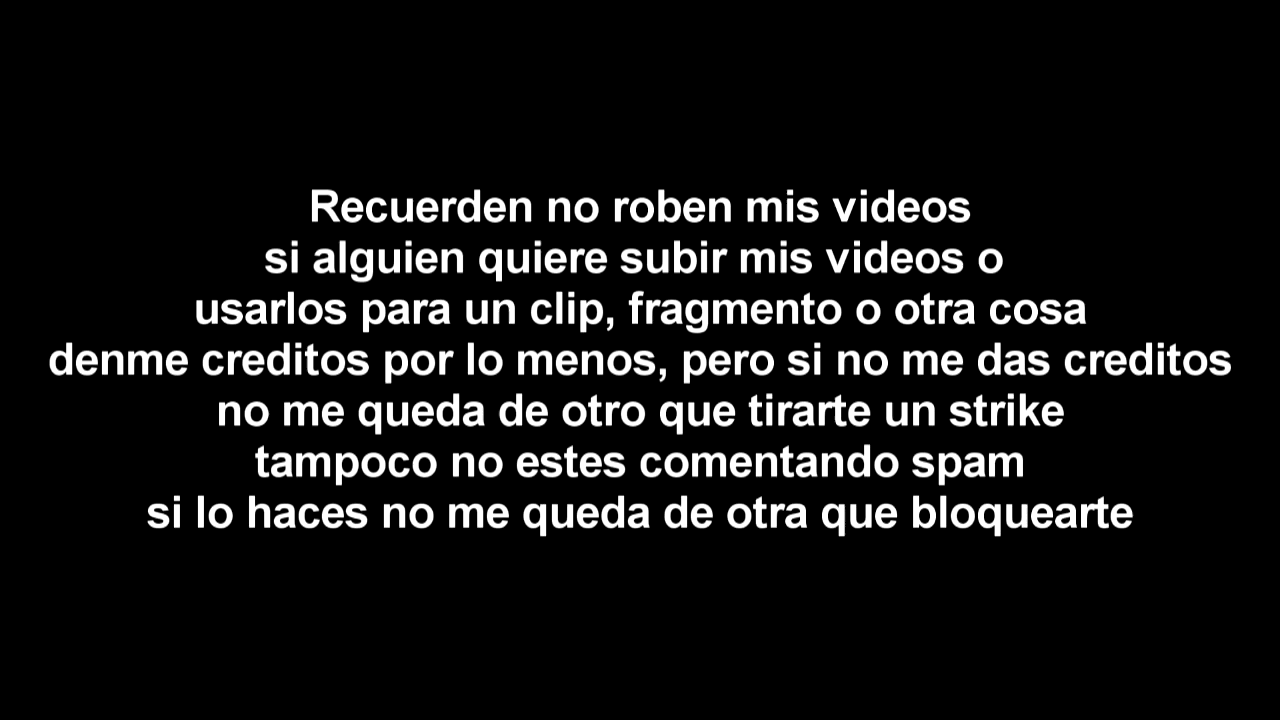 Recuerden no roben mis videos
si alguien quiere subir mis videos o
usarlos para un clip, fragmento o otra cosa
denme creditos por lo menos, pero si no me das creditos
no me queda de otro que tirarte un strike
tampoco no estes comentando spam
si lo haces no me queda de otra que bloquearte